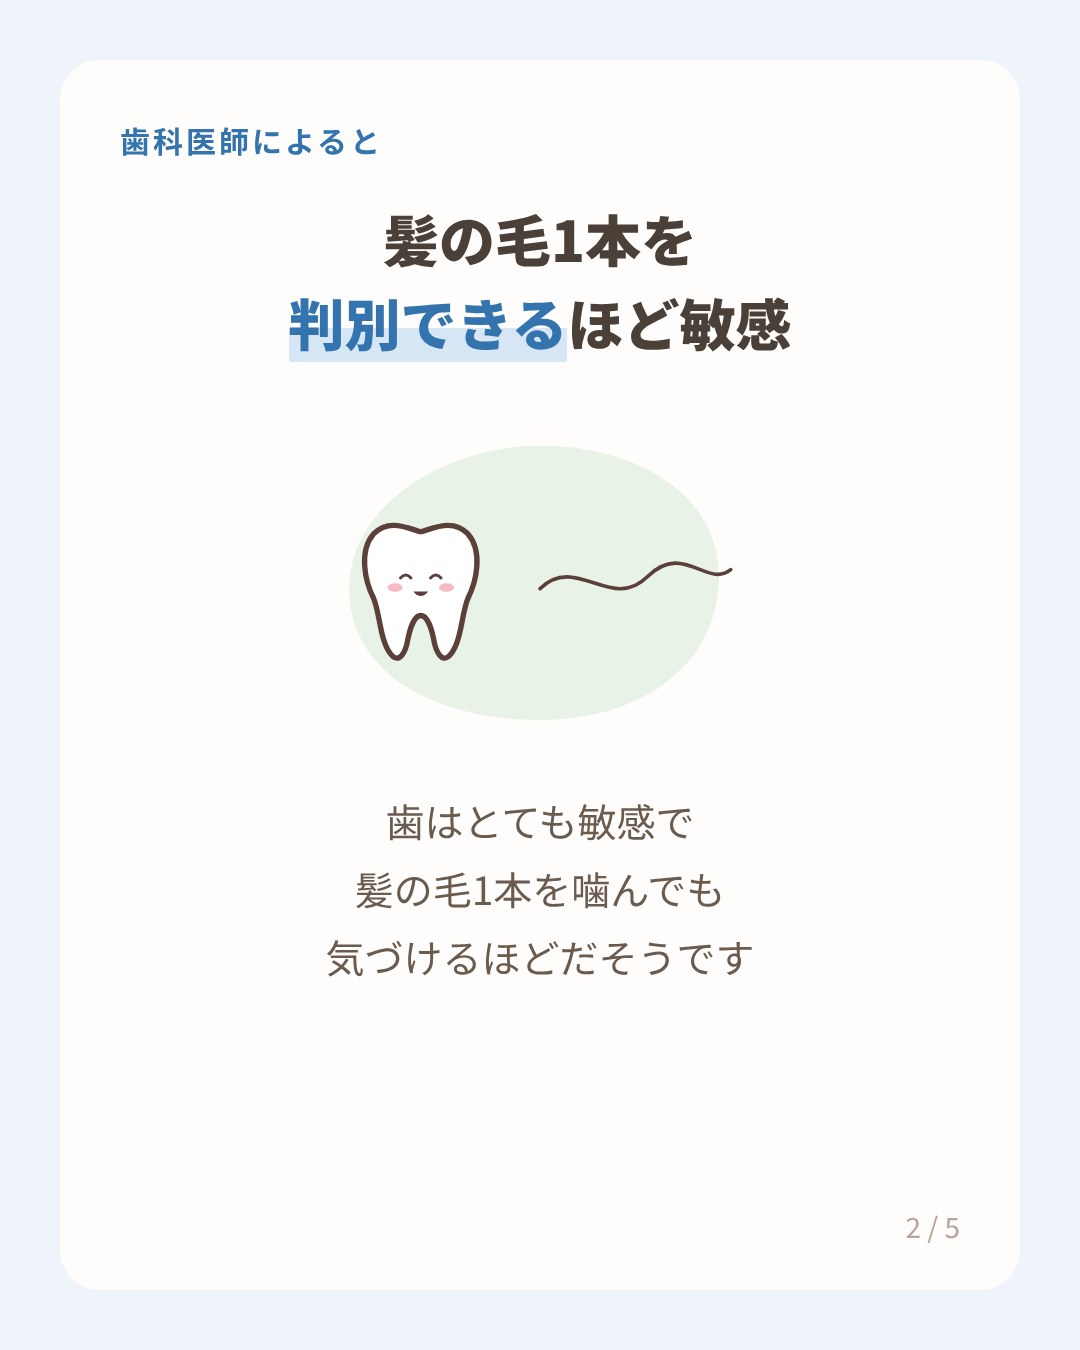 歯科医師によると
髪の毛1本を
判別できるほど敏感
歯はとても敏感で
髪の毛1本を噛んでも
気づけるほどだそうです
2 / 5